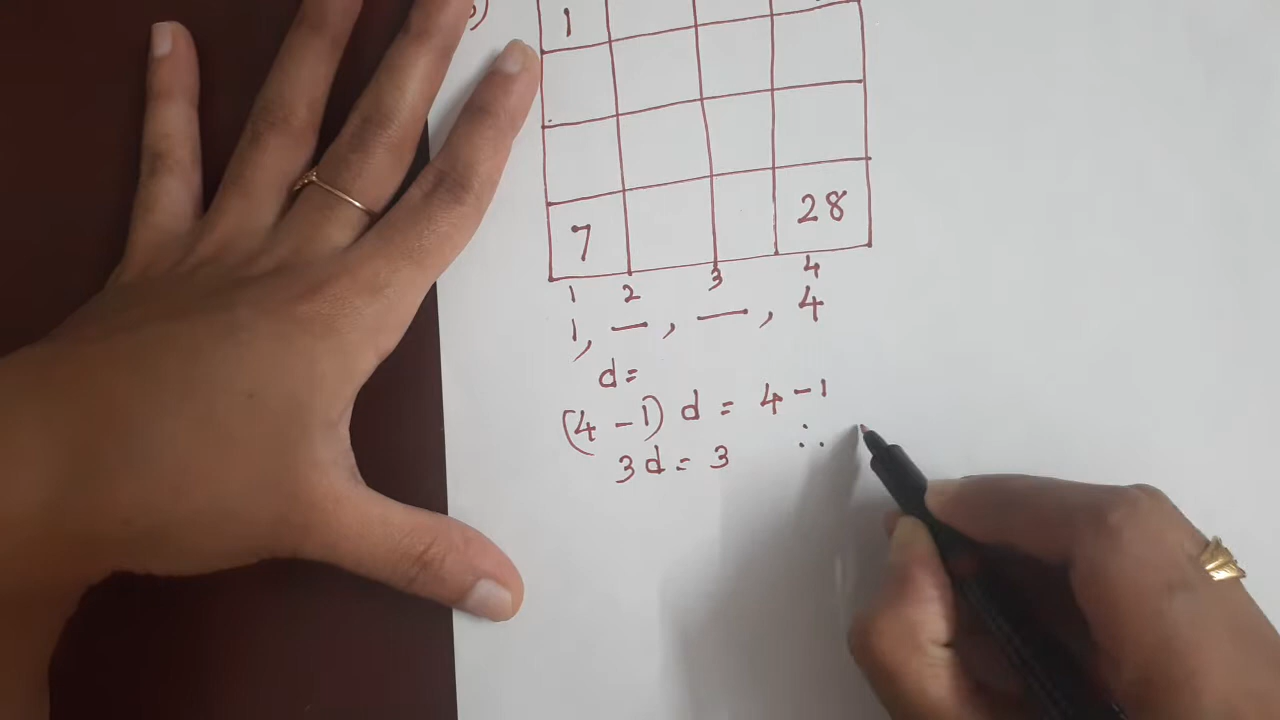 1
7 28
1 2 3 4
1, —, —, 4
d=
(4-1) d = 4-1
3d = 3 ∴